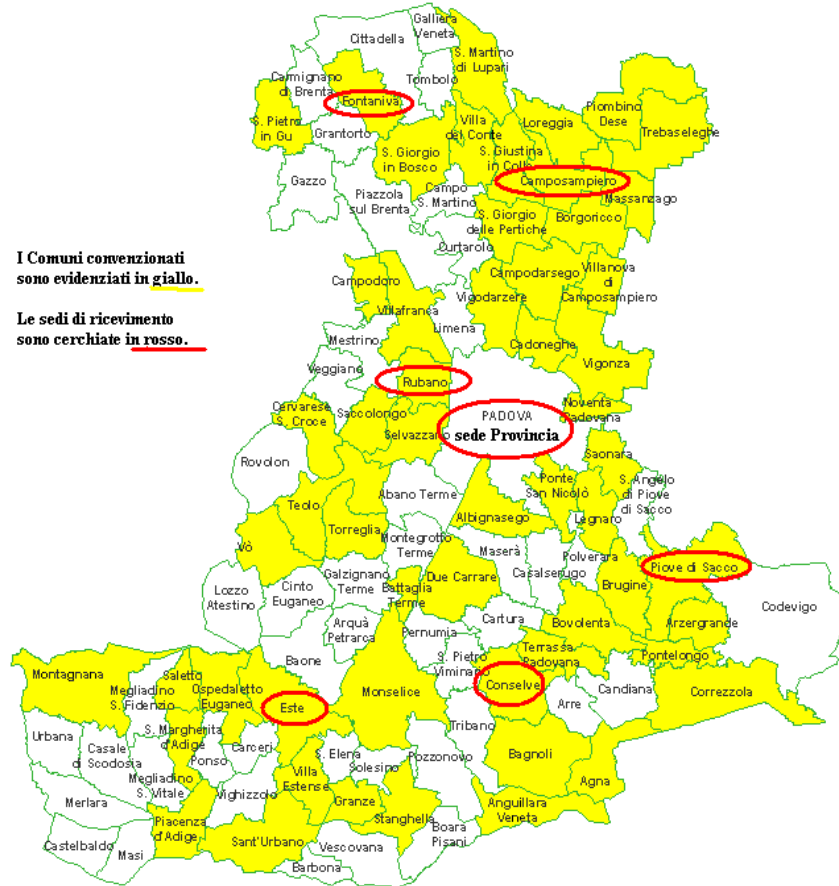 Galliera
Veneta
Cittadella
S. Martino
di Lupari
Carmignano
di Brenta
Tombolo
Fontaniva
Piombino
Dese
S. Pietro
in Gu
Villa
del Conte
Loreggia
Trebaseleghe
Grantorto
S. Giorgio
in Bosco
S. Giustina
in Colle
Gazzo
Campo
S. Martino
Camposampiero
Piazzola
sul Brenta
Massanzago
S. Giorgio
delle Pertiche
Borgoricco
Curtarolo
I Comuni convenzionati
sono evidenziati in giallo.
Campodoro
Campodarsego
Villanova
di
Camposampiero
Vigodarzere
Villafranca
Le sedi di ricevimento
sono cerchiate in rosso.
Limena
Mestrino
Cadoneghe
Veggiano
Vigonza
Rubano
Cervarese
S. Croce
Saccolongo
Noventa
Padovana
PADOVA
sede Provincia
Selvazzano
Saonara
Rovolon
Abano Terme
Ponte
San Nicolò
S. Angelo
di Piove
di Sacco
Teolo
Torreglia
Albignasego
Legnaro
Vò
Montegrotto
Terme
Maserà
Casalserugo
Polverara
Piove di Sacco
Lozzo
Atestino
Cinto
Euganeo
Galzignano
Terme
Battaglia
Terme
Due Carrare
Brugine
Codevigo
Arquà
Petrarca
Cartura
Bovolenta
Arzergrande
Pernumia
Terrassa
Padovana
Pontelongo
Baone
S. Pietro
Viminario
Montagnana
Saletto
Megliadino
S. Fidenzio
Ospedaletto
Euganeo
Monselice
Conselve
Candiana
Correzzola
Este
Arre
Urbana
S. Margherita
d'Adige
Tribano
Casale
di Scodosia
Ponso
Carceri
S. Elena
Solesino
Pozzonovo
Bagnoli
Megliadino
S. Vitale
Villa
Estense
Agna
Merlara
Vighizzolo
Granze
Anguillara
Veneta
Piacenza
d'Adige
Stanghella
Castelbaldo
Masi
Sant'Urbano
Vescovana
Boara
Pisani
Barbona